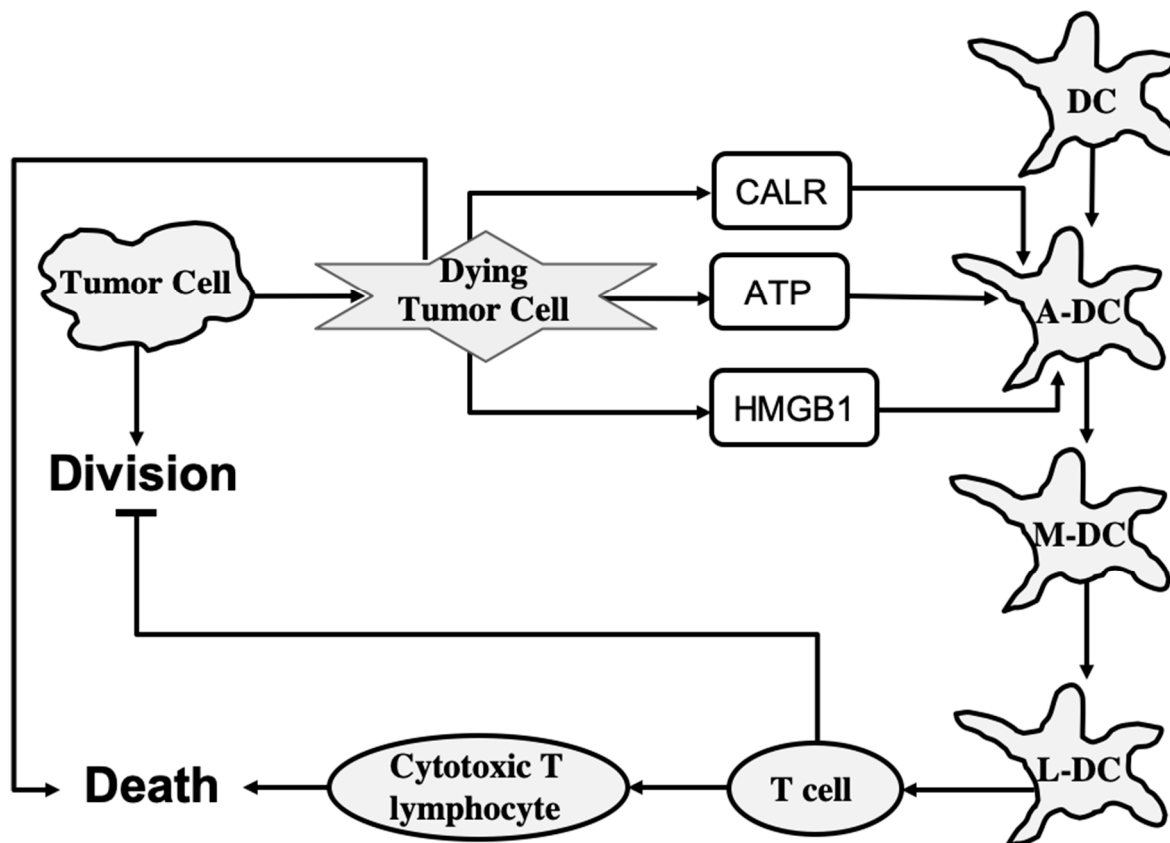 DC
CALR
Tumor Cell
Dying
Tumor Cell
ATP
A-DC
HMGB1
Division
M-DC
Death
Cytotoxic T
lymphocyte
T cell
L-DC